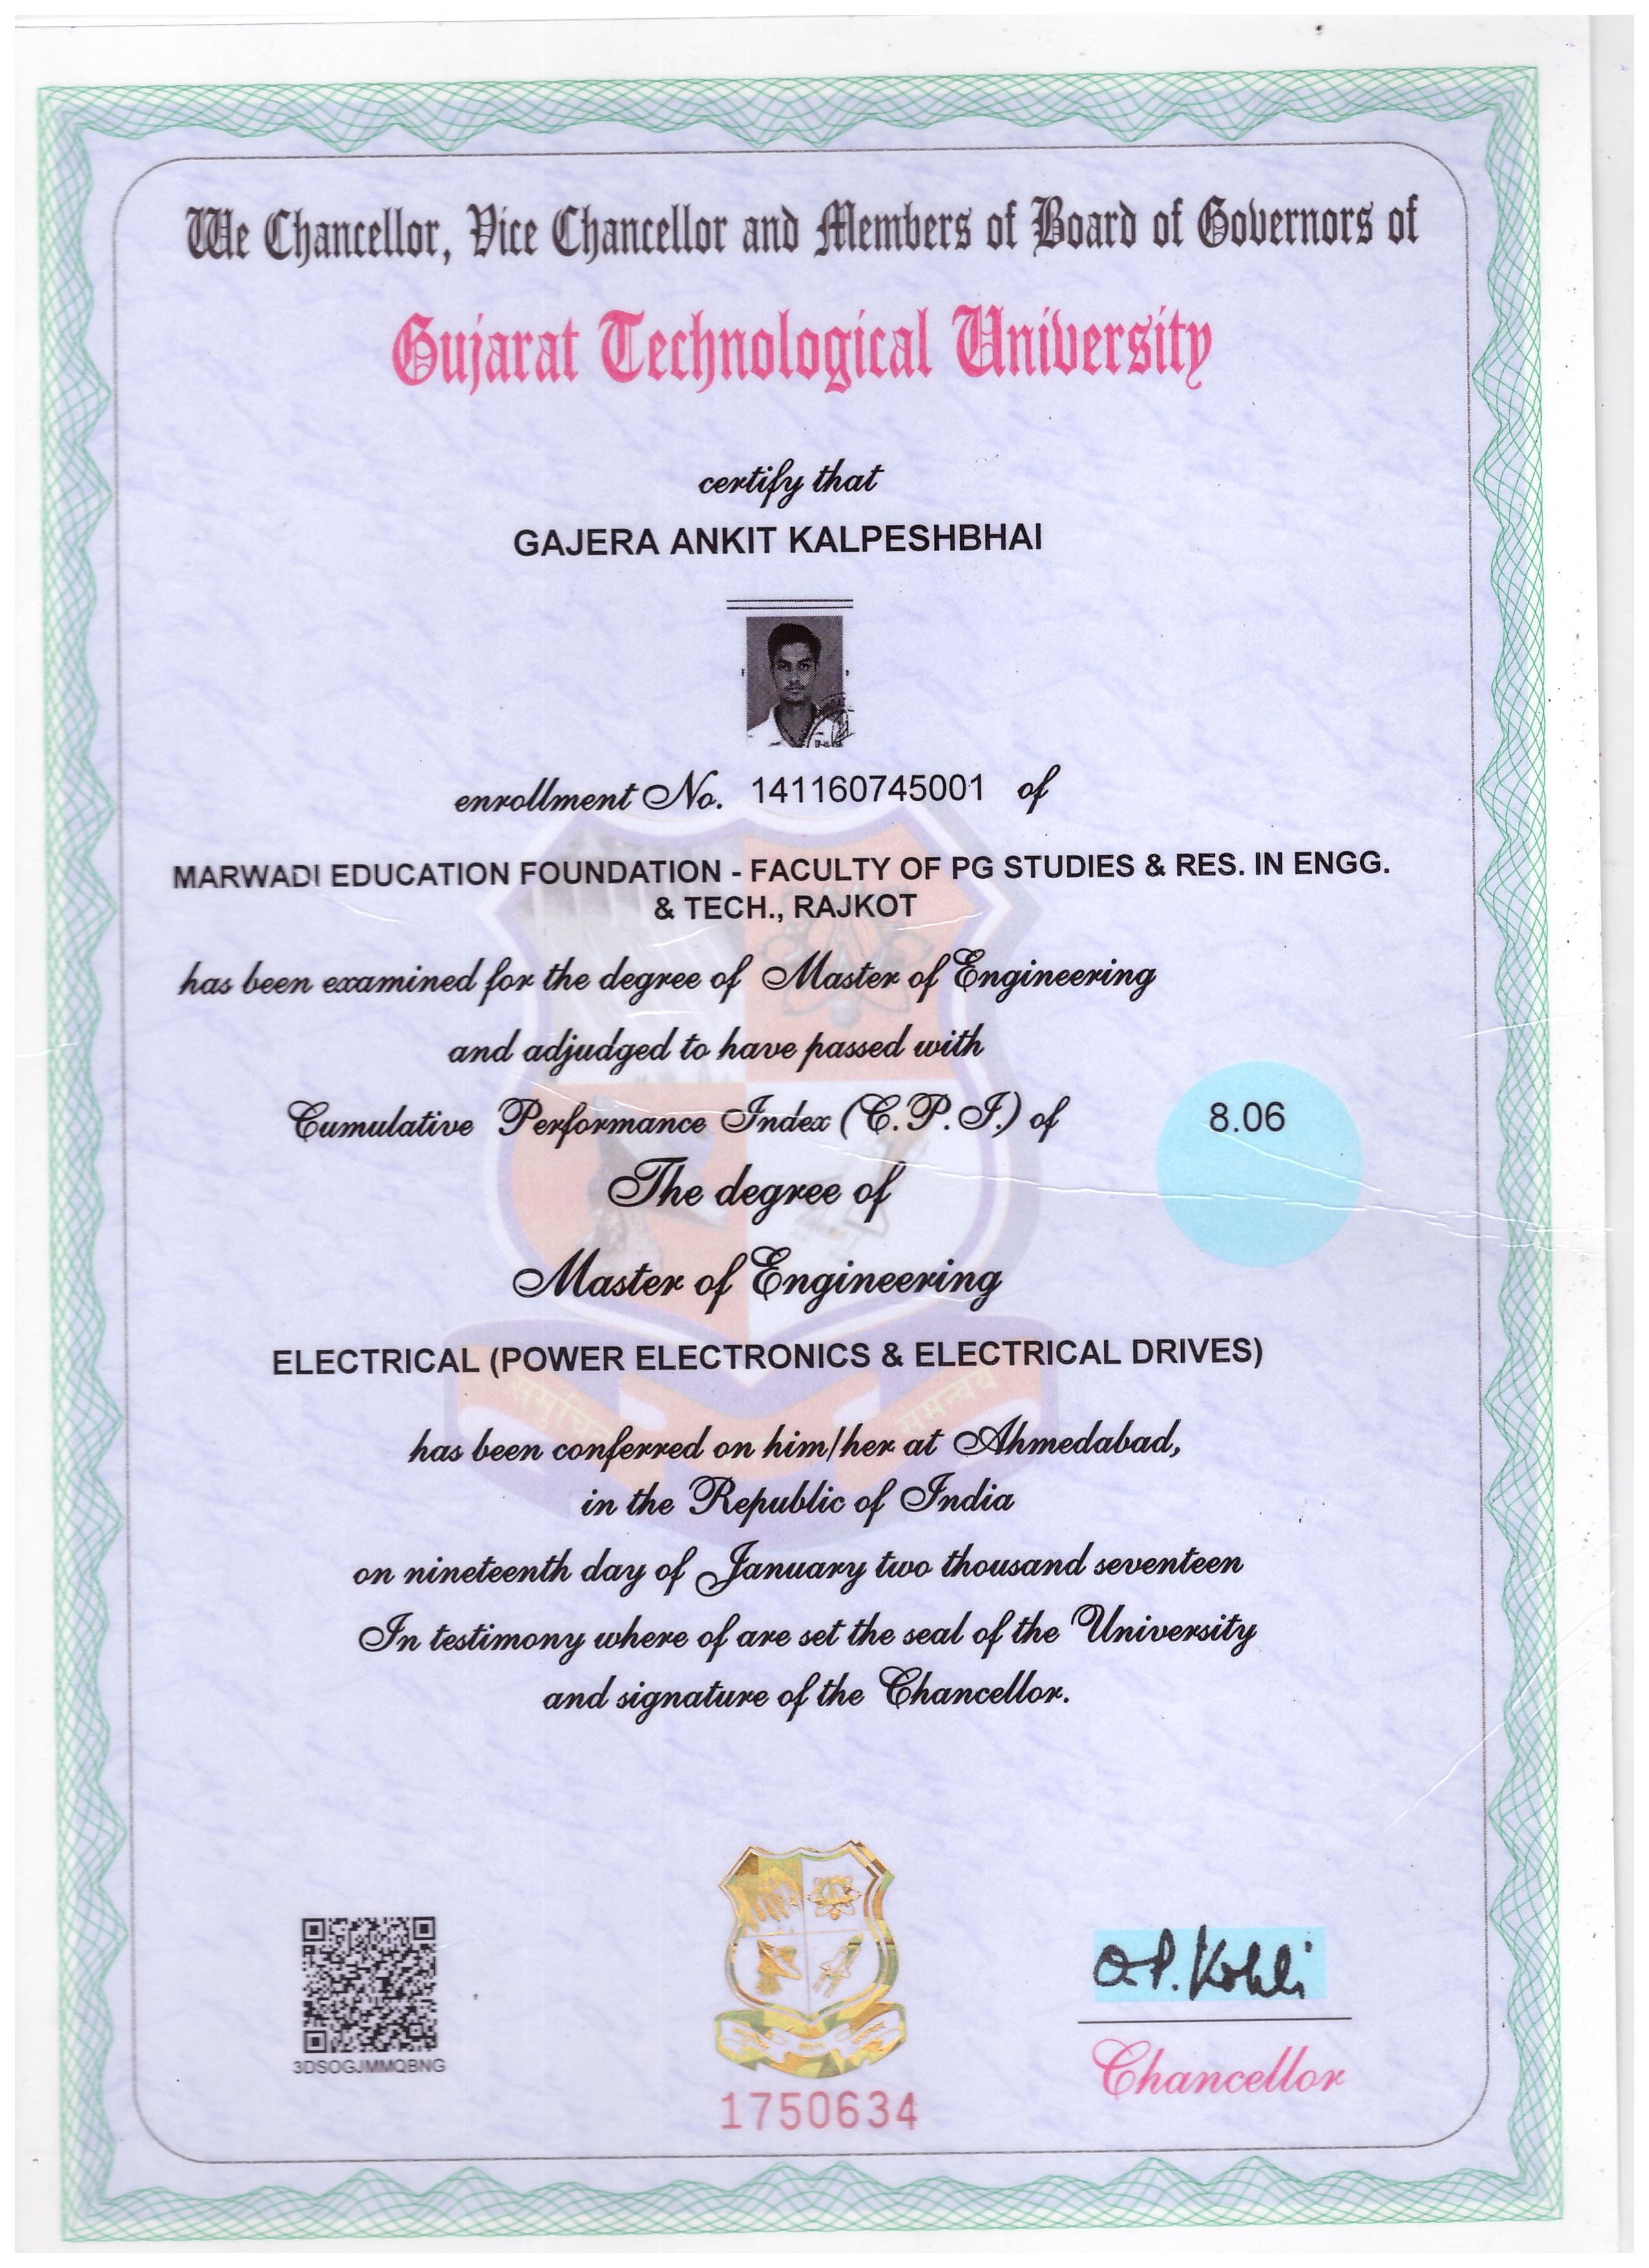 We Chancellor, Vice Chancellor and Members of Board of Governors of
Gujarat Technological University
certify that
GAJERA ANKIT KALPESHBHAI
enrollment No. 141160745001 of
MARWADI EDUCATION FOUNDATION - FACULTY OF PG STUDIES & RES. IN ENGG.
& TECH., RAJKOT
has been examined for the degree of Master of Engineering
and adjudged to have passed with
Cumulative Performance Index (C.P.I.) of 8.06
The degree of
Master of Engineering
ELECTRICAL (POWER ELECTRONICS & ELECTRICAL DRIVES)
has been conferred on him/her at Ahmedabad,
in the Republic of India
on nineteenth day of January two thousand seventeen
In testimony where of are set the seal of the University
and signature of the Chancellor.
O.P. Kohli
3DSOGJMMQBNG
Chancellor
1750634